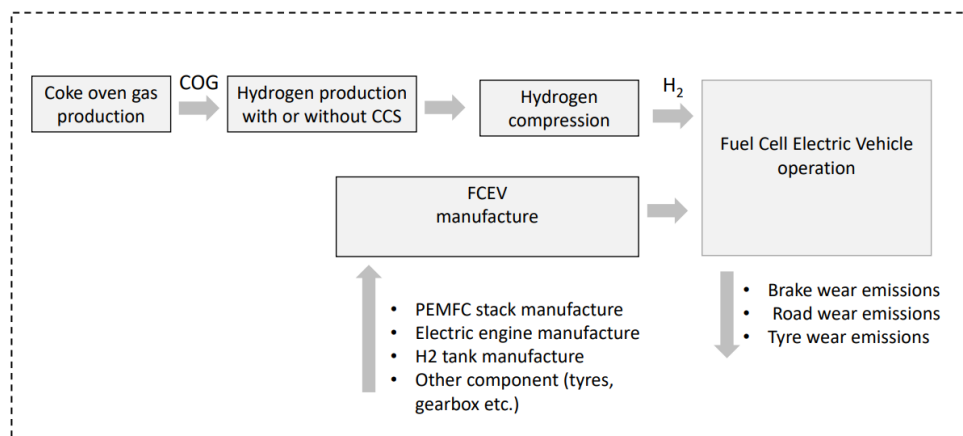 COG
H₂
Coke oven gas
production
Hydrogen production
with or without CCS
Hydrogen
compression
Fuel Cell Electric Vehicle
operation
FCEV
manufacture
• PEMFC stack manufacture
• Electric engine manufacture
• H2 tank manufacture
• Other component (tyres,
gearbox etc.)
• Brake wear emissions
• Road wear emissions
• Tyre wear emissions